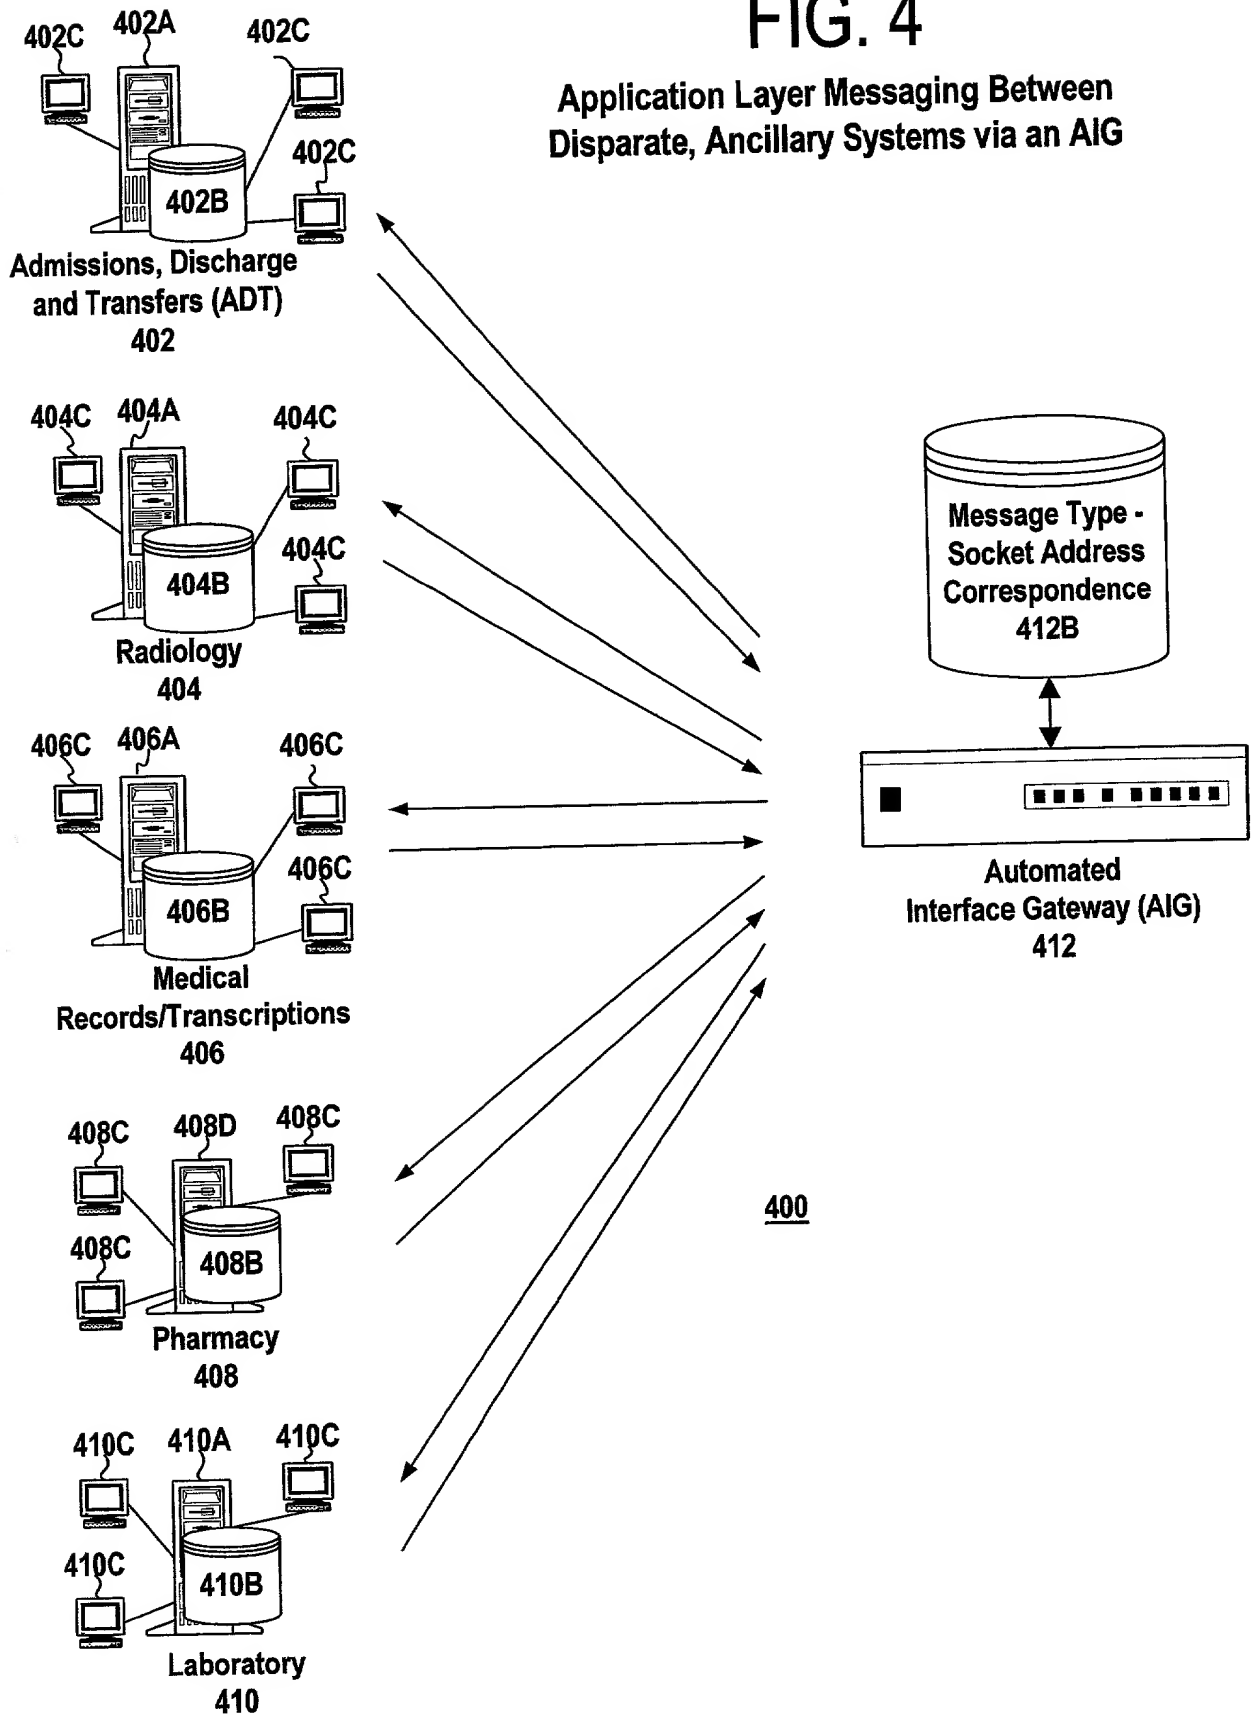 FIG. 4
Application Layer Messaging Between
Disparate, Ancillary Systems via an AIG
402C
402A
402C
402C
402B
Admissions, Discharge
and Transfers (ADT)
402
404C
404A
404C
404C
404B
Radiology
404
406C
406A
406C
406C
406B
Medical
Records/Transcriptions
406
408C
408D
408C
408C
408B
Pharmacy
408
410C
410A
410C
410C
410B
Laboratory
410
Message Type -
Socket Address
Correspondence
412B
Automated
Interface Gateway (AIG)
412
400